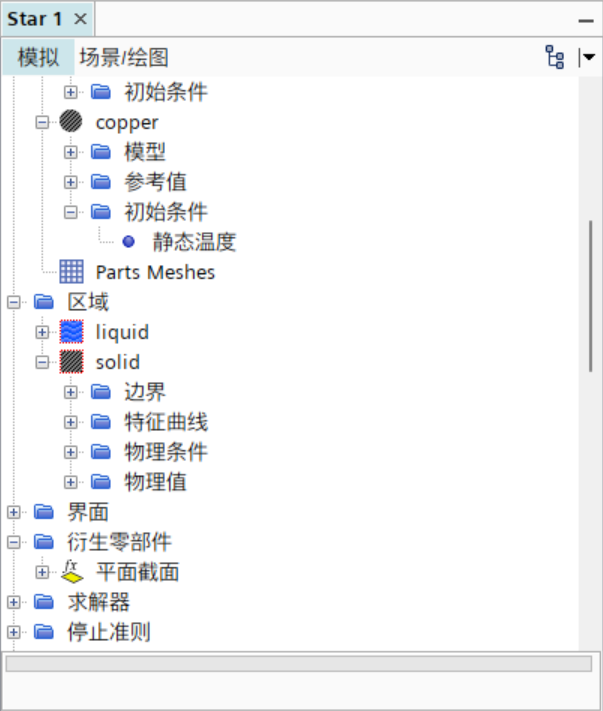 Star 1
模拟 场景/绘图
初始条件
copper
模型
参考值
初始条件
静态温度
Parts Meshes
区域
liquid
solid
边界
特征曲线
物理条件
物理值
界面
衍生零部件
fx 平面截面
求解器
停止准则